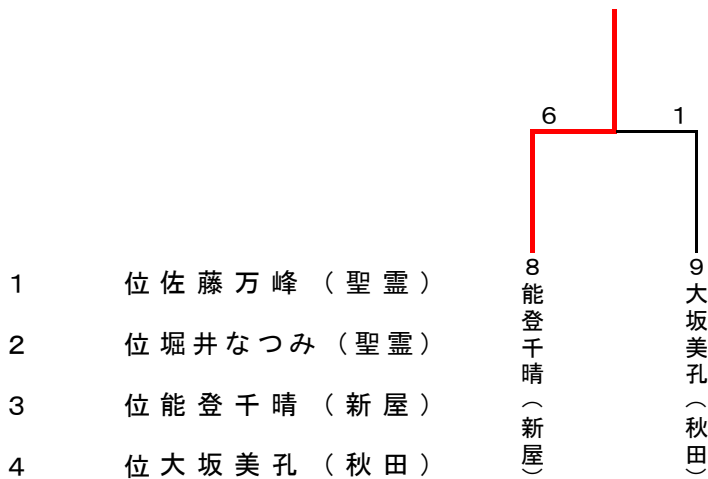 6 1
1 位 佐藤万峰 （聖霊）
2 位 堀井なつみ （聖霊）
3 位 能登千晴 （新屋）
4 位 大坂美孔 （秋田）
8 能登千晴（新屋）
9 大坂美孔（秋田）